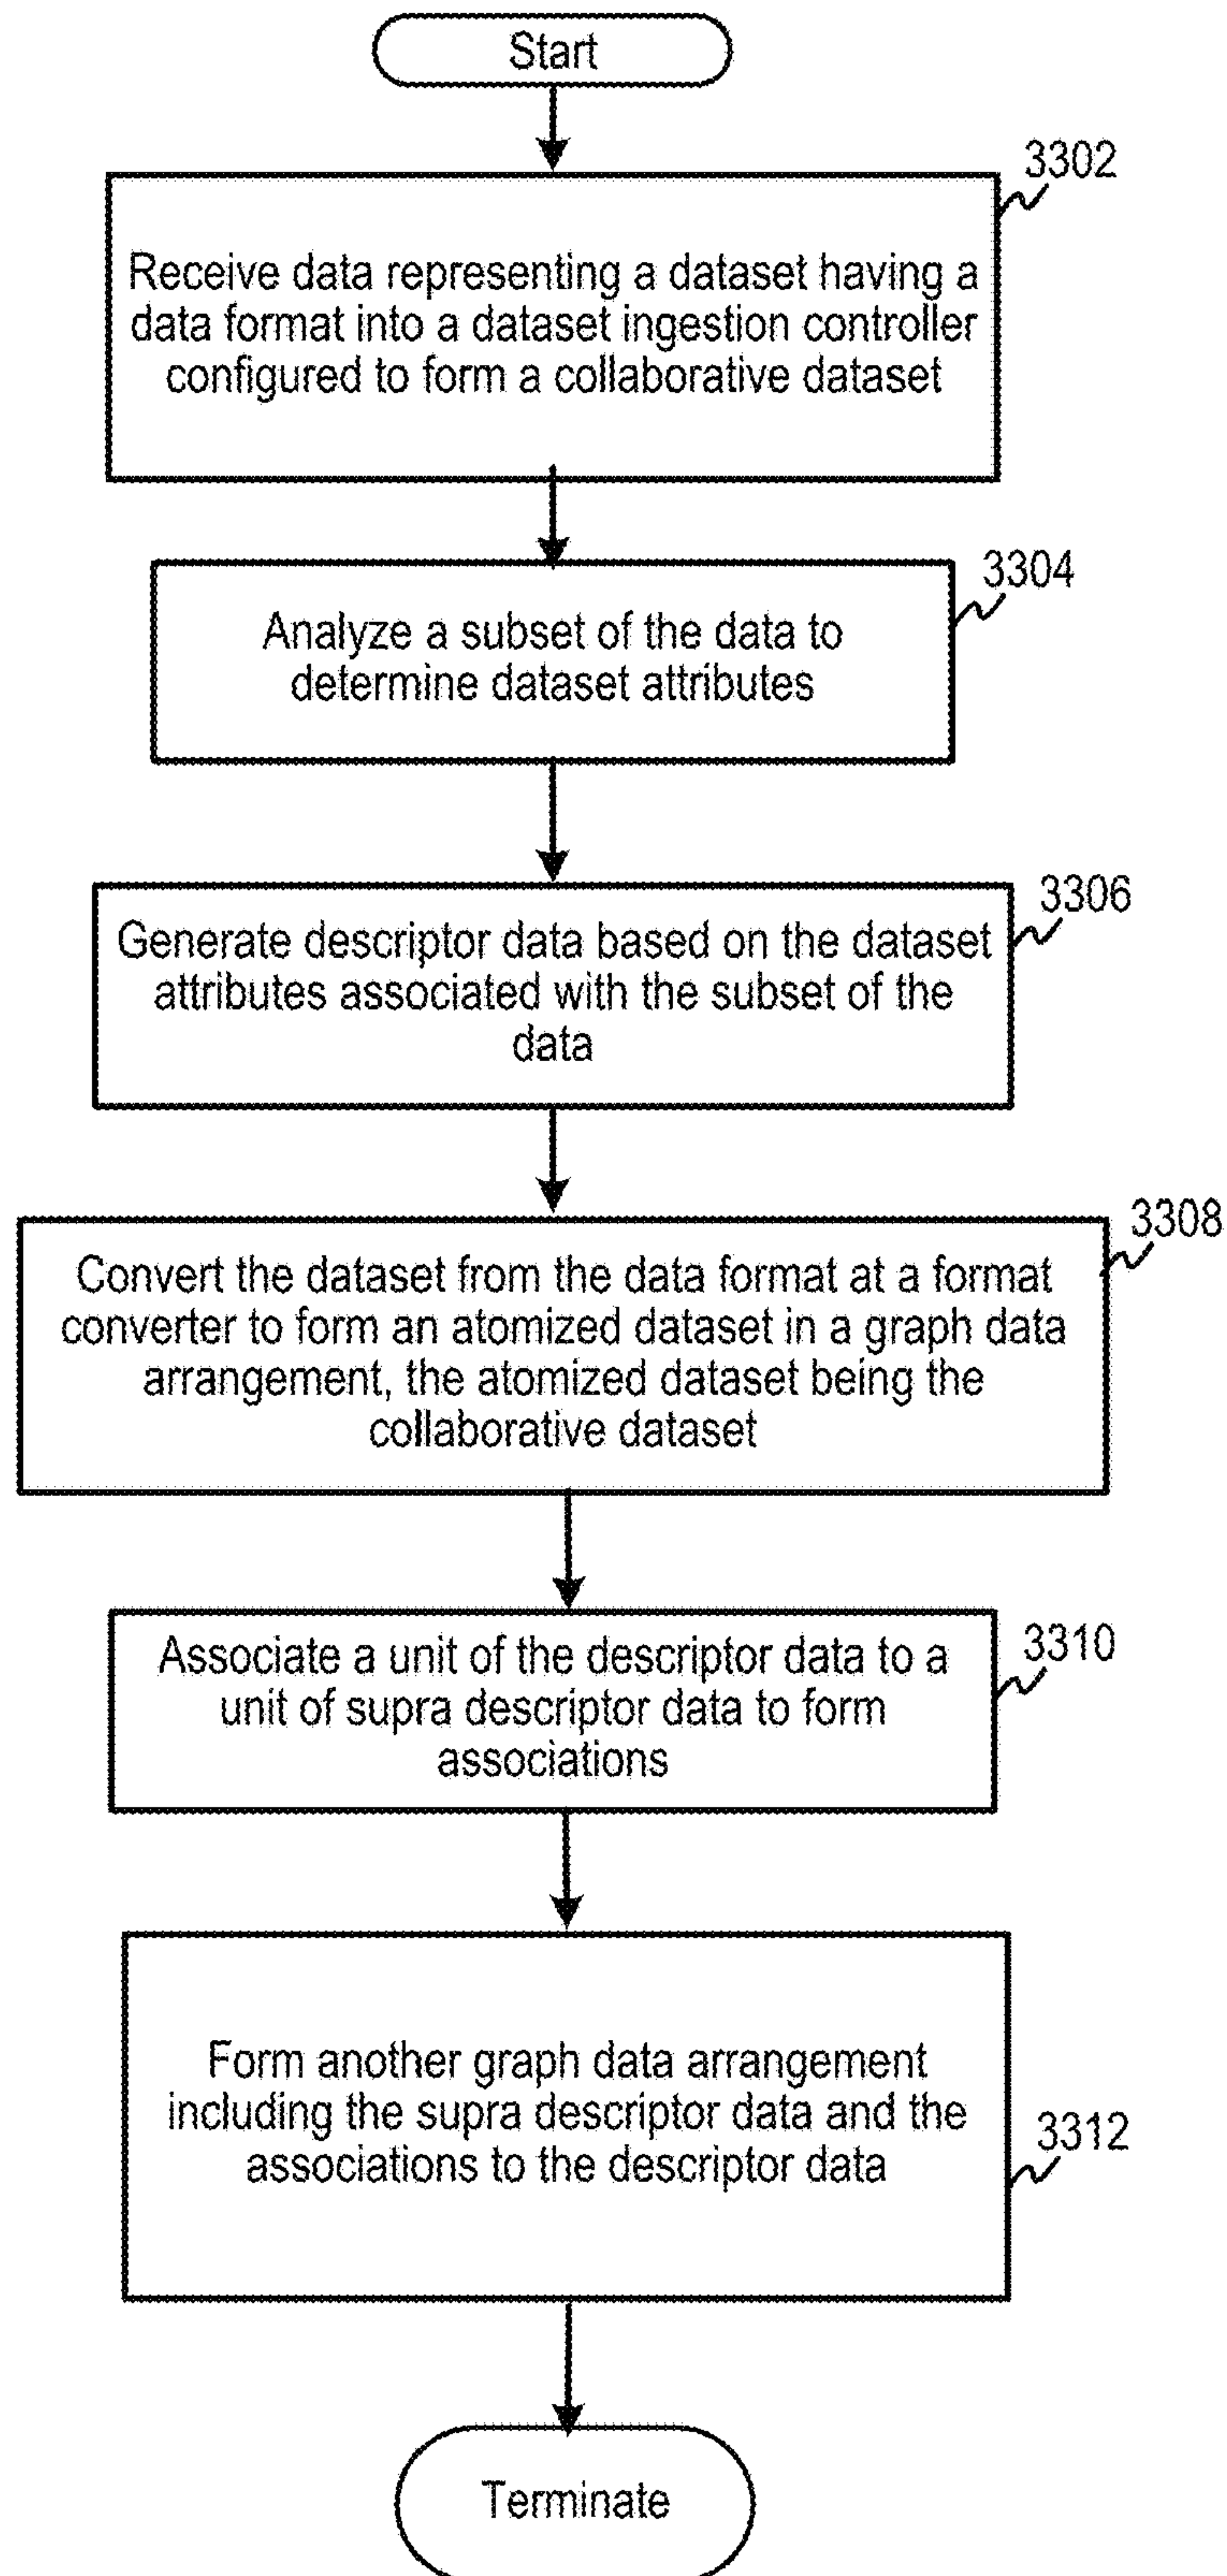 Start
3302
Receive data representing a dataset having a
data format into a dataset ingestion controller
configured to form a collaborative dataset
3304
Analyze a subset of the data to
determine dataset attributes
3306
Generate descriptor data based on the dataset
attributes associated with the subset of the
data
3308
Convert the dataset from the data format at a format
converter to form an atomized dataset in a graph data
arrangement, the atomized dataset being the
collaborative dataset
3310
Associate a unit of the descriptor data to a
unit of supra descriptor data to form
associations
Form another graph data arrangement
including the supra descriptor data and the
associations to the descriptor data
3312
Terminate